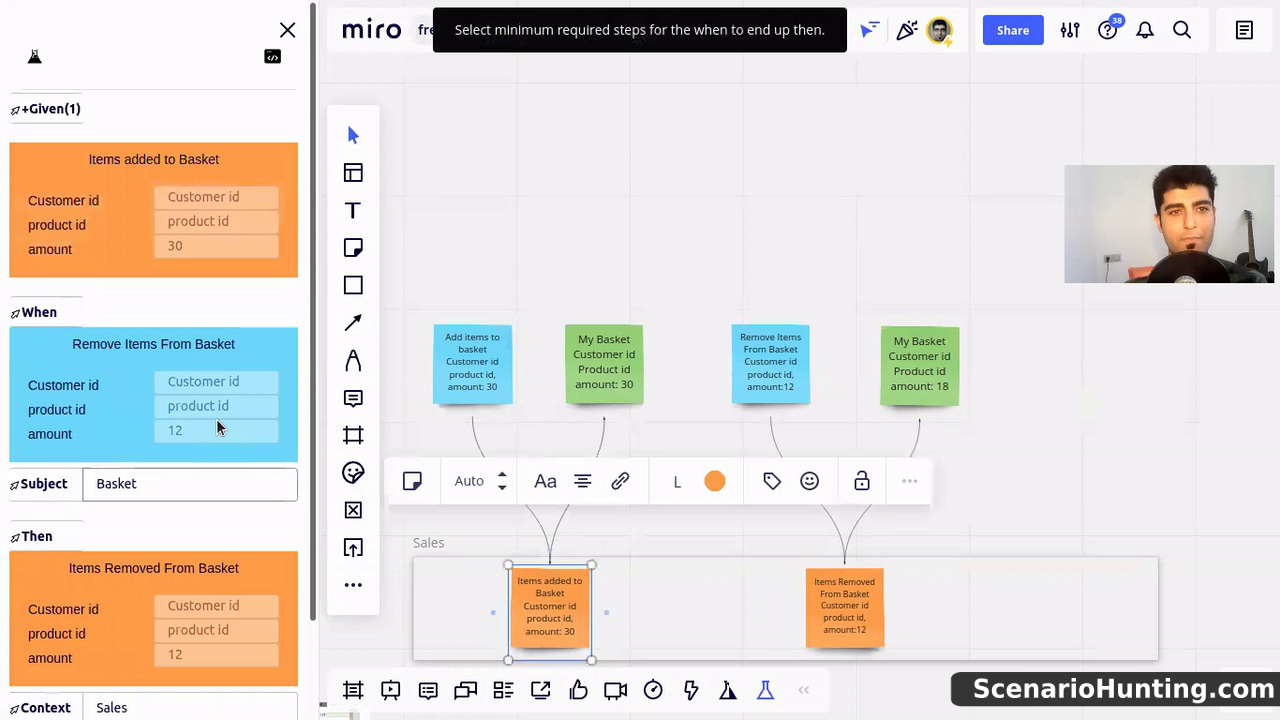 miro
fre
Select minimum required steps for the when to end up then.
Share
38
+Given(1)
Items added to Basket
Customer id
Customer id
product id
product id
amount
30
When
Remove Items From Basket
Customer id
Customer id
product id
product id
amount
12
Subject
Basket
Then
Items Removed From Basket
Customer id
Customer id
product id
product id
amount
12
Context
Sales
Add items to
basket
Customer id
product id,
amount: 30
My Basket
Customer id
Product id
amount: 30
Remove Items
From Basket
Customer id
product id,
amount:12
My Basket
Customer id
Product id
amount: 18
Auto
Aa
L
Sales
Items added to
Basket
Customer id
product id,
amount: 30
Items Removed
From Basket
Customer id
product id,
amount:12
ScenarioHunting.com